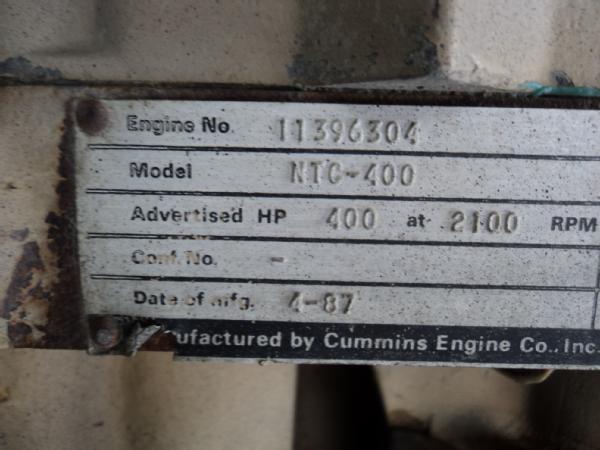 Engine No. 11396304
Model NTC-400
Advertised HP 400 at 2100 RPM
Conf. No. -
Date of mfg. 4-87
ufactured by Cummins Engine Co., Inc.